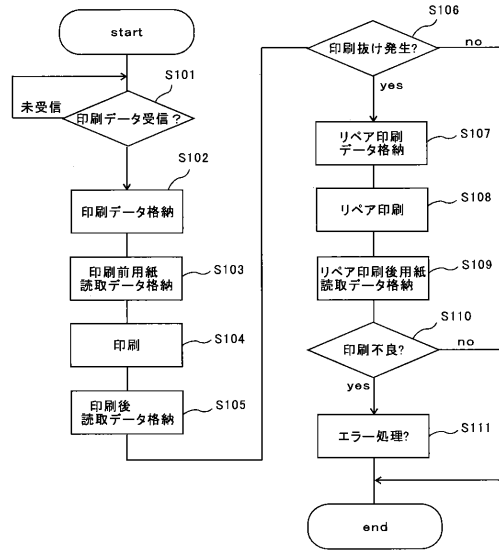 start
S101
未受信
印刷データ受信?
S102
印刷データ格納
印刷前用紙
読取データ格納
S103
印刷
S104
印刷後
読取データ格納
S105
S106
印刷抜け発生?
no
yes
リペア印刷
データ格納
S107
リペア印刷
S108
リペア印刷後用紙
読取データ格納
S109
S110
印刷不良?
no
yes
エラー処理?
S111
end